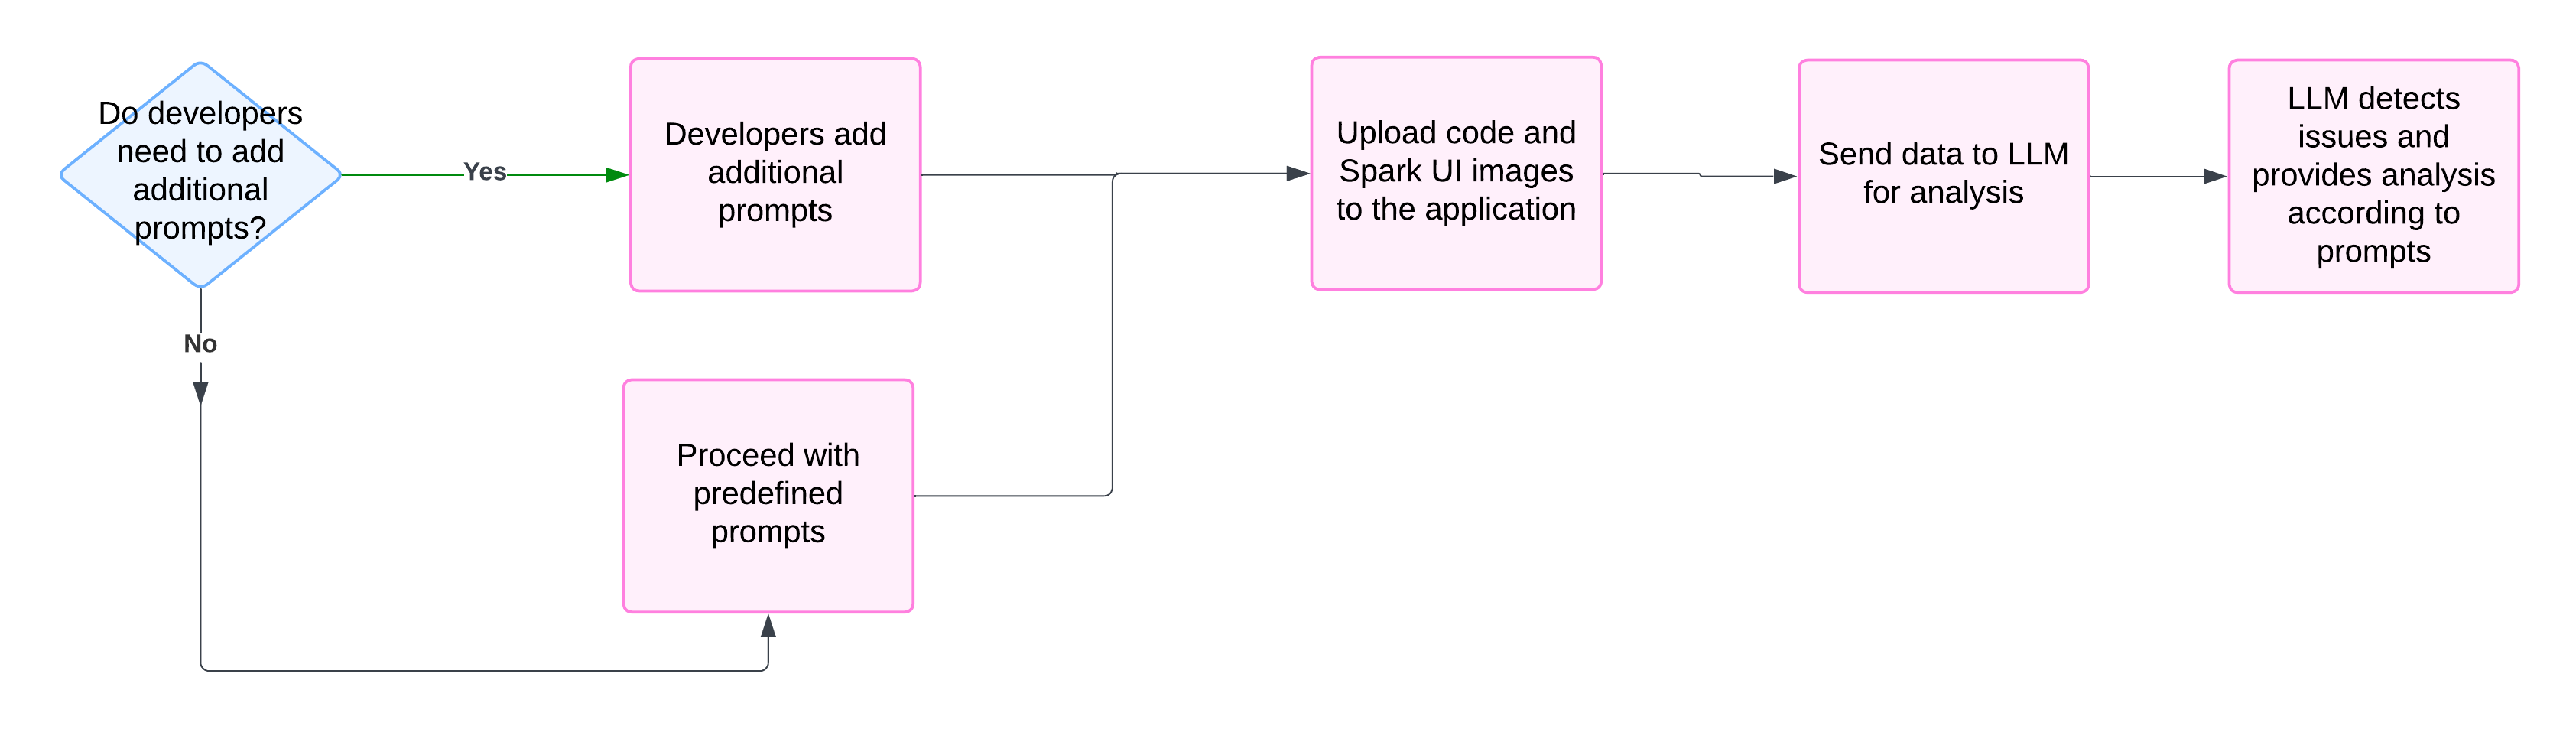 Do developers
need to add
additional
prompts?
Yes
Developers add
additional
prompts
Upload code and
Spark UI images
to the application
Send data to LLM
for analysis
LLM detects
issues and
provides analysis
according to
prompts
No
Proceed with
predefined
prompts